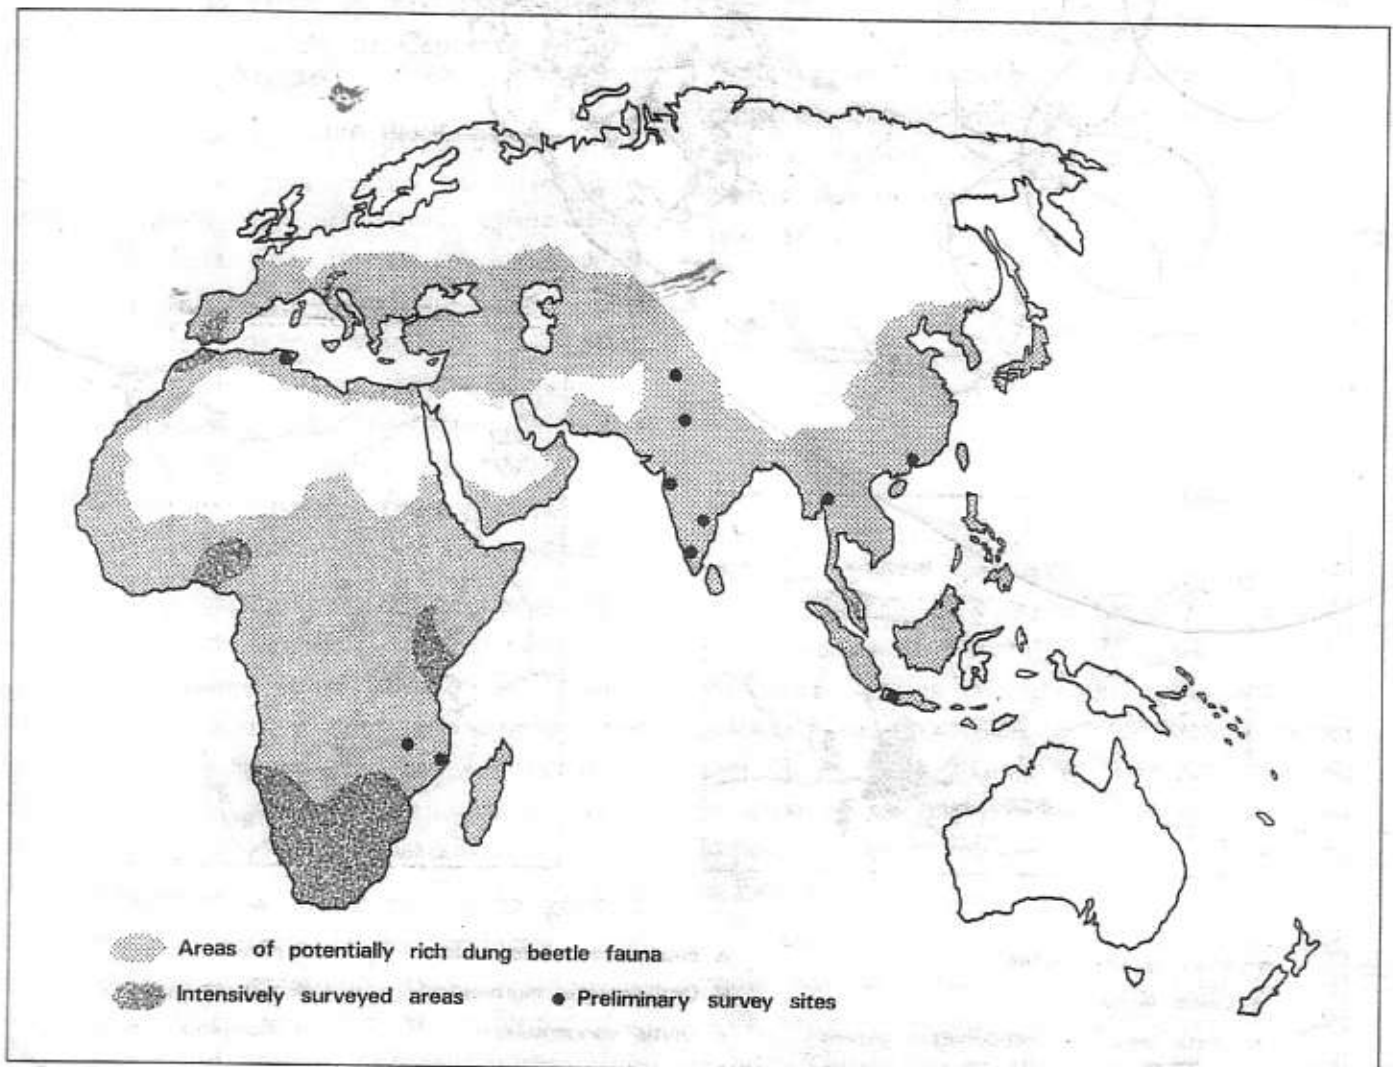 Areas of potentially rich dung beetle fauna
Intensively surveyed areas
Preliminary survey sites